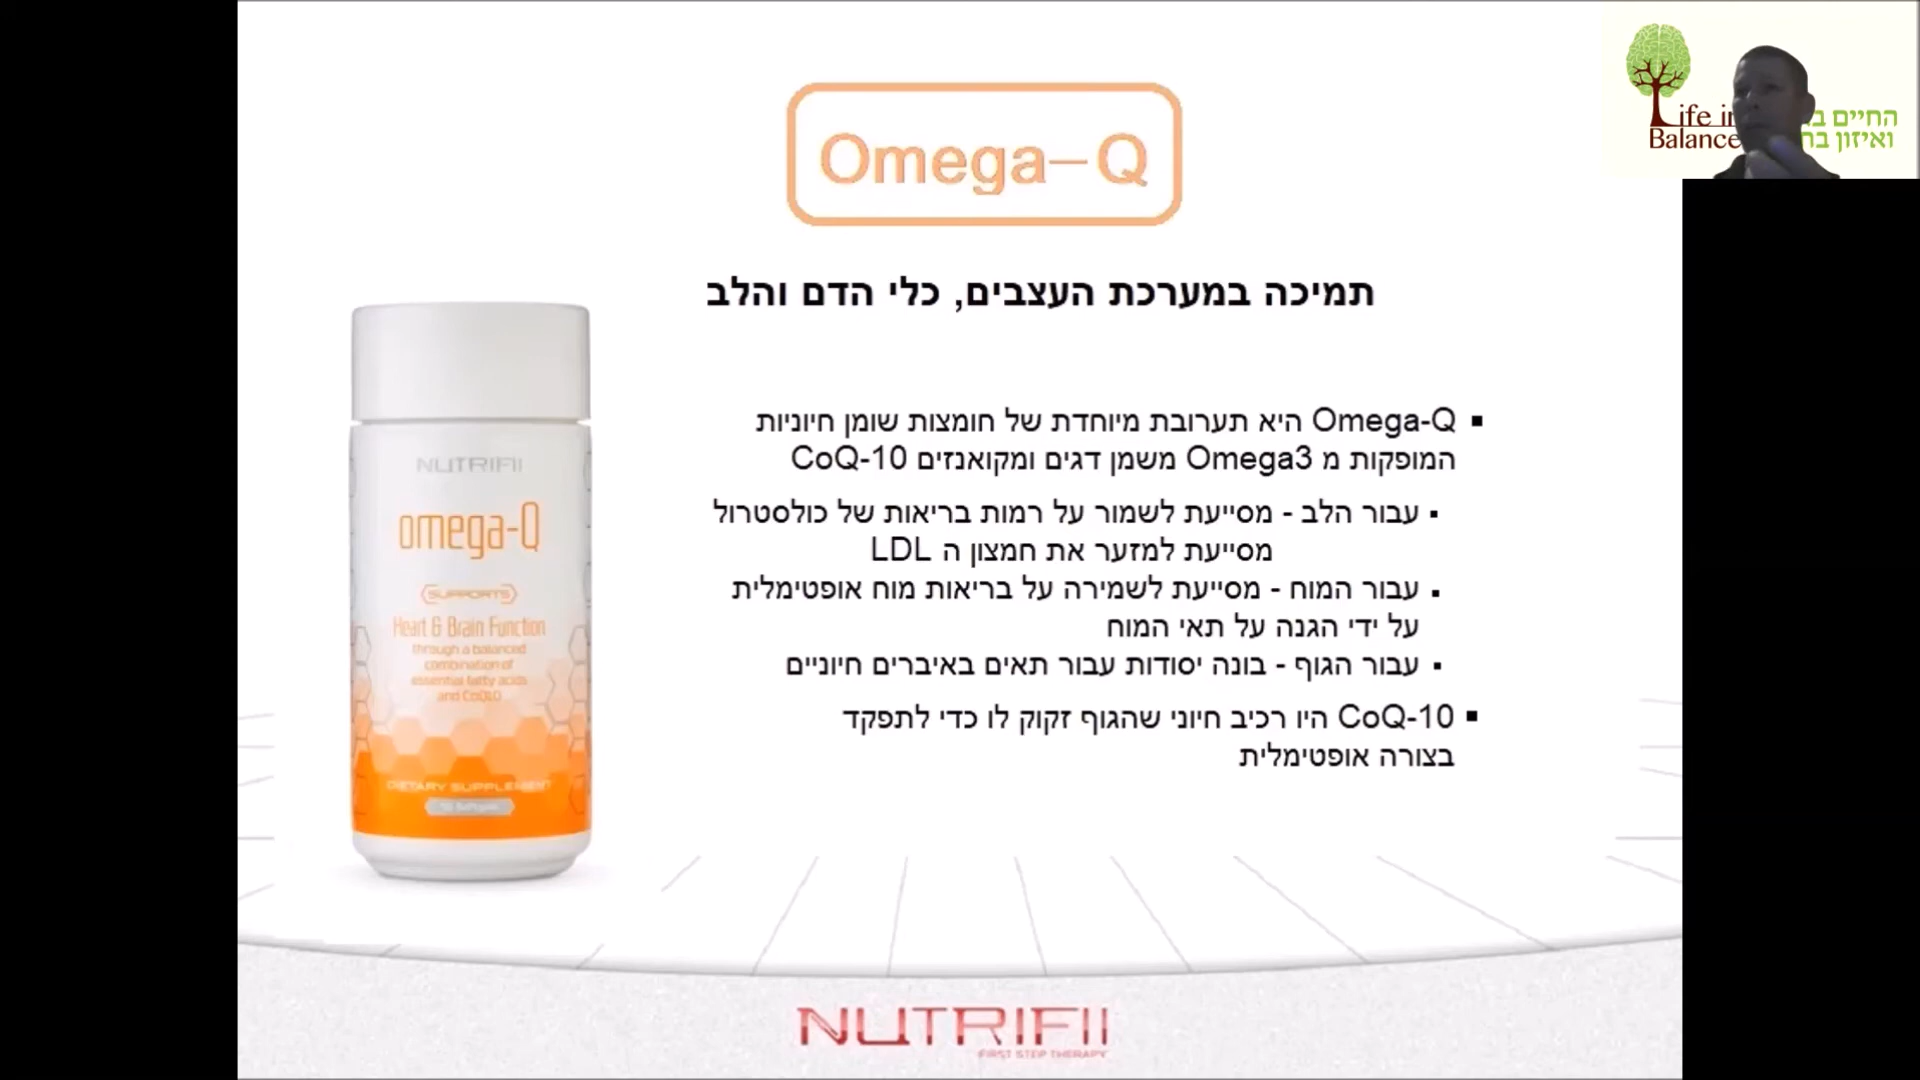 Omega-Q
Life in
Balance
החיים
ואיזון
תמיכה במערכת העצבים, כלי הדם והלב
▪ Omega-Q היא תערובת מיוחדת של חומצות שומן חיוניות
המופקות מ Omega3 משמן דגים ומקואנזים CoQ-10
▪ עבור הלב - מסייעת לשמור על רמות בריאות של כולסטרול
מסייעת למזער את חמצון ה LDL
▪ עבור המוח - מסייעת לשמירה על בריאות מוח אופטימלית
על ידי הגנה על תאי המוח
▪ עבור הגוף - בונה יסודות עבור תאים באיברים חיוניים
▪ CoQ-10 היו רכיב חיוני שהגוף זקוק לו כדי לתפקד
בצורה אופטימלית
NUTRIFII
omega-Q
SUPPORTS
Heart & Brain Function
through a balanced
combination of
essential fatty acids
and CoQ10
DIETARY SUPPLEMENT
Softgels
NUTRIFII
FIRST STEP THERAPY